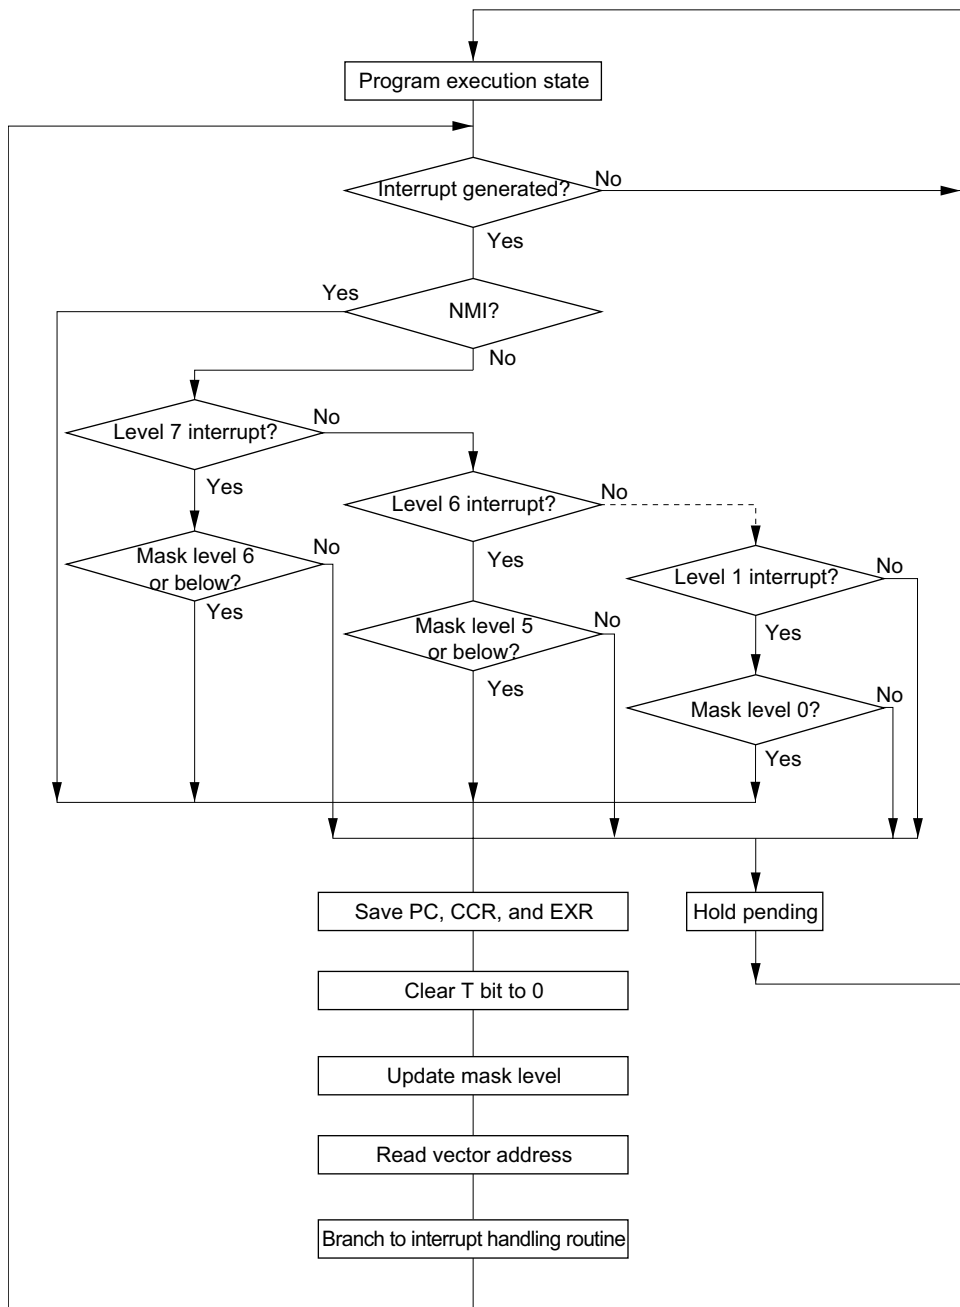 Program execution state
Interrupt generated?
No
Yes
Yes
NMI?
No
Level 7 interrupt?
No
Yes
Level 6 interrupt?
No
Mask level 6
or below?
No
Yes
Level 1 interrupt?
No
Yes
Mask level 5
or below?
No
Yes
Yes
Mask level 0?
No
Yes
Save PC, CCR, and EXR
Hold pending
Clear T bit to 0
Update mask level
Read vector address
Branch to interrupt handling routine